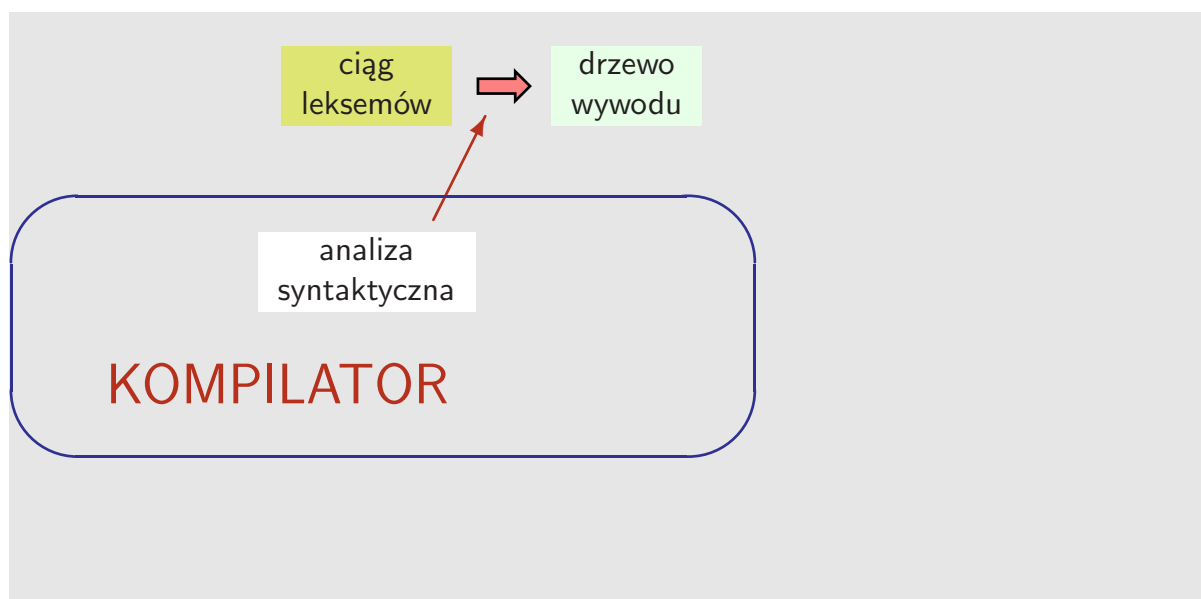 ciąg
leksemów
drzewo
wywodu
analiza
syntaktyczna
KOMPILATOR